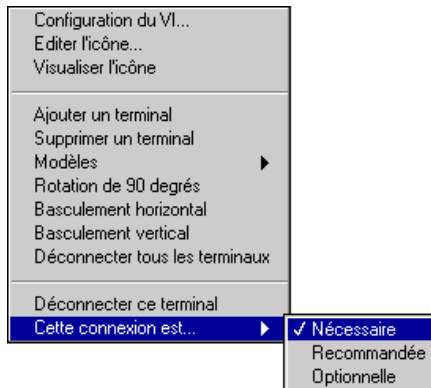 Configuration du VI...
Editer l'icône...
Visualiser l'icône
Ajouter un terminal
Supprimer un terminal
Modèles
Rotation de 90 degrés
Basculement horizontal
Basculement vertical
Déconnecter tous les terminaux
Déconnecter ce terminal
Cette connexion est...
Nécessaire
Recommandée
Optionnelle